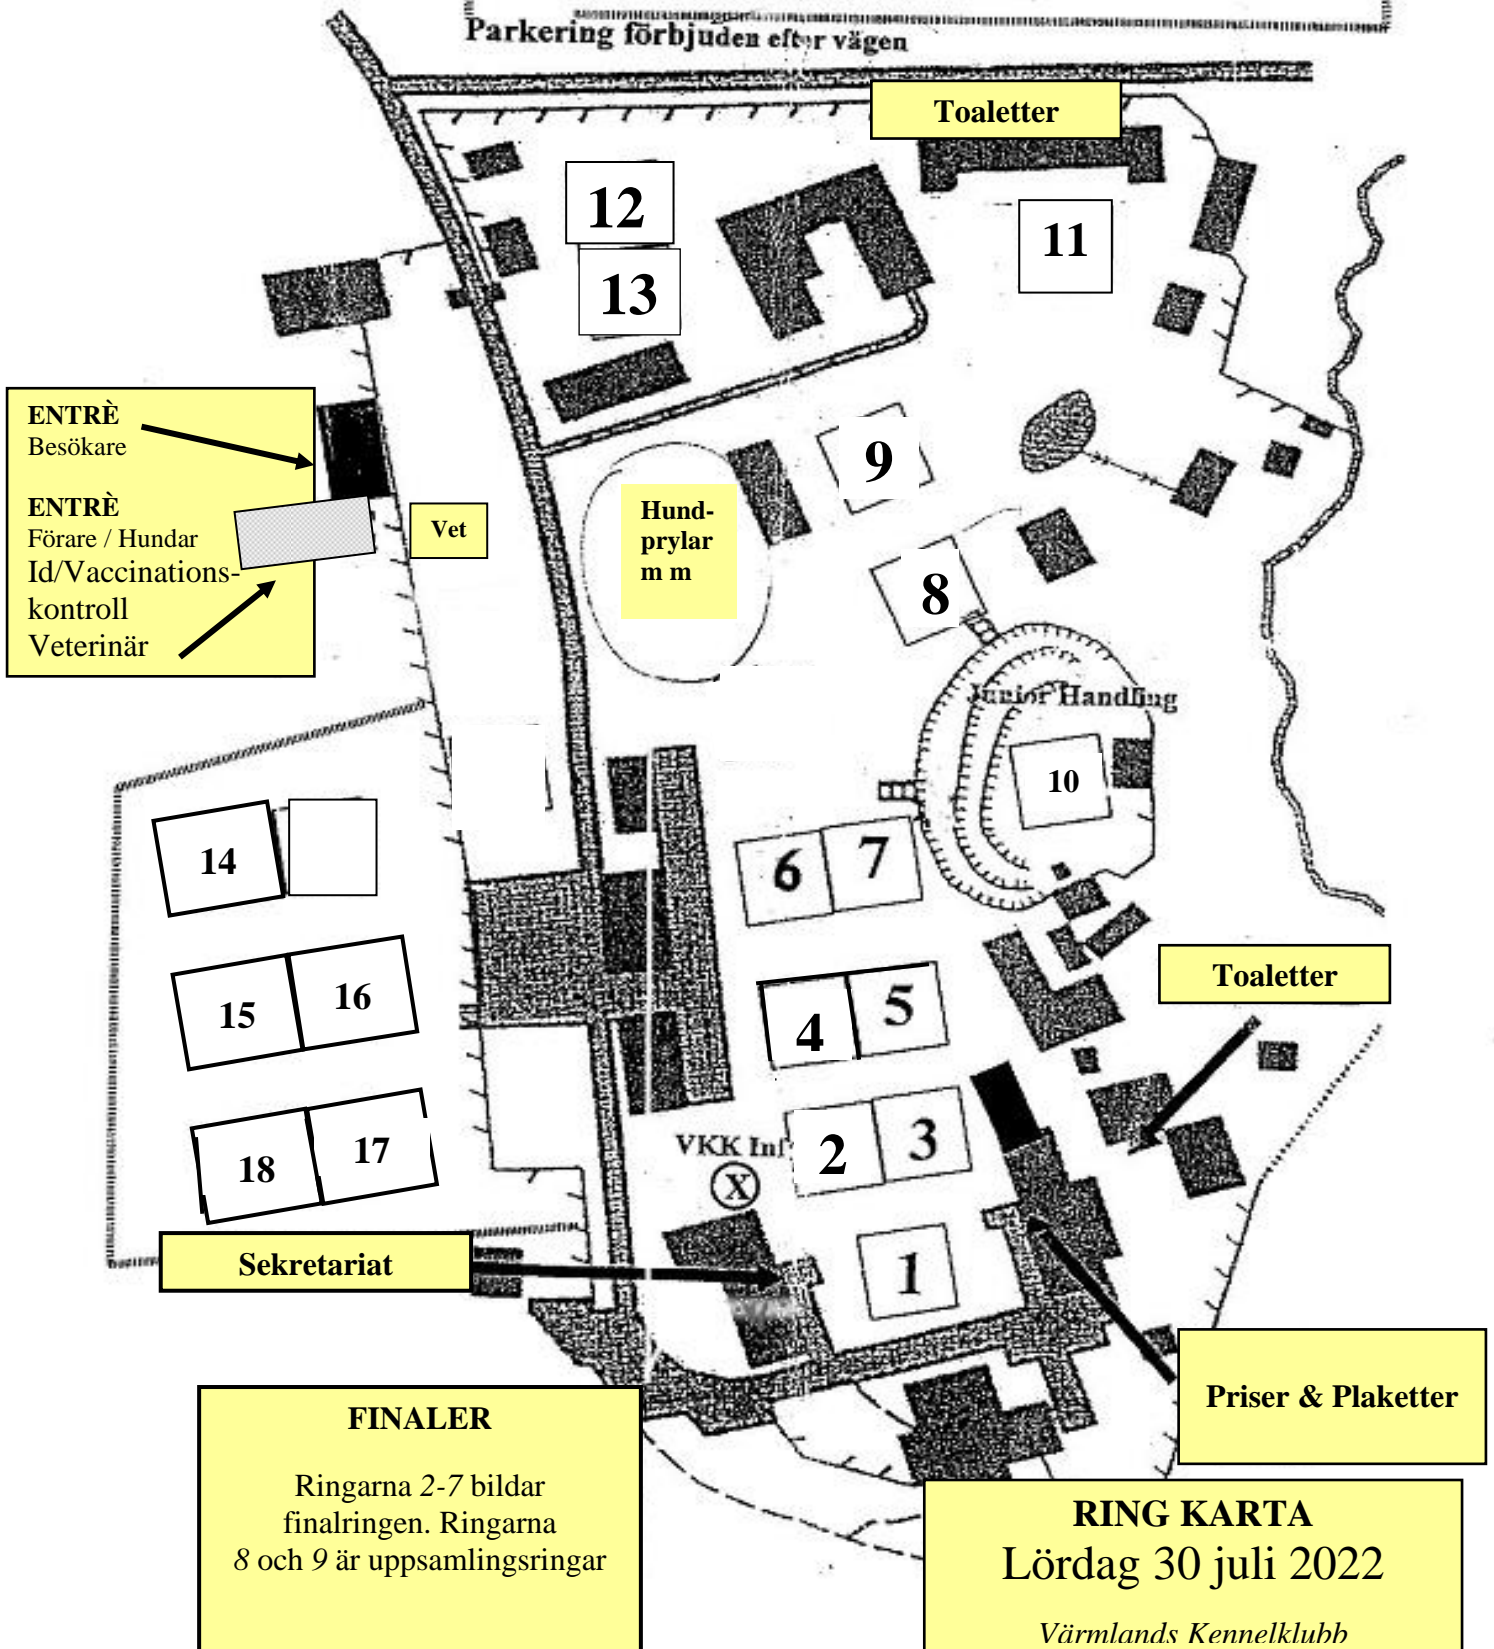 Parkering förbjuden efter vägen
Toaletter
12
11
13
ENTRÈ
Besökare
9
ENTRÈ
Förare / Hundar
Id/Vaccinations-
kontroll
Veterinär
Vet
Hund-
prylar
m m
8
Junior Handling
10
14
6
7
Toaletter
15
16
4
5
VKK Inf
X
2
3
18
17
Sekretariat
1
Priser & Plaketter
FINALER
Ringarna 2-7 bildar
finalringen. Ringarna
8 och 9 är uppsamlingsringar
RING KARTA
Lördag 30 juli 2022
Värmlands Kennelklubb